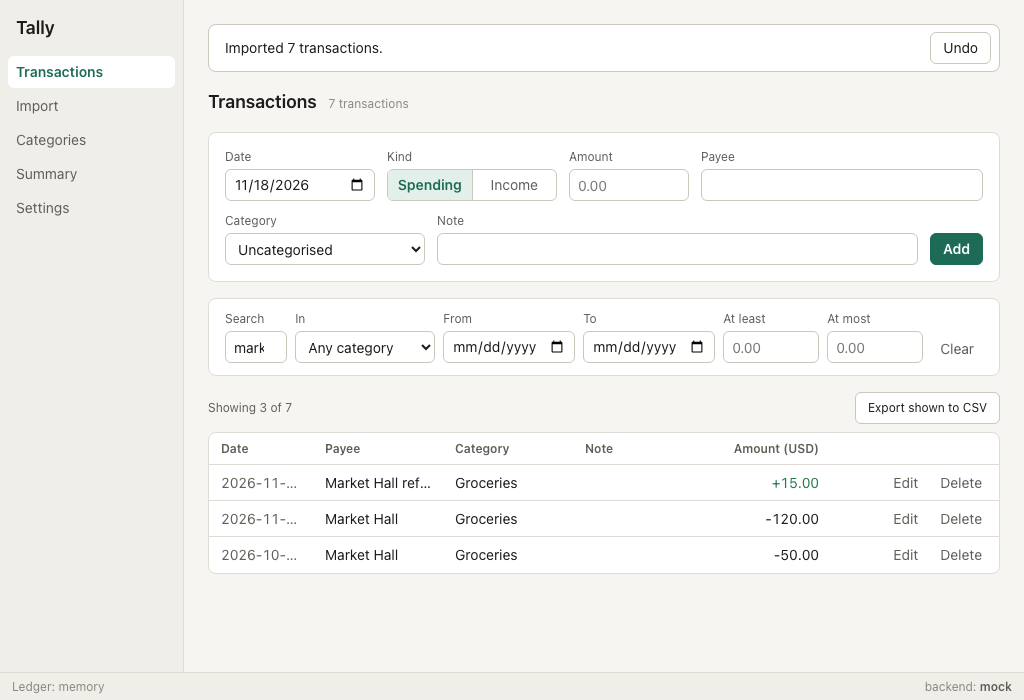 Tally
Transactions
Import
Categories
Summary
Settings
Imported 7 transactions.
Undo
Transactions 7 transactions
Date Kind Amount Payee
11/18/2026 Spending Income 0.00
Category Note
Uncategorised Add
Search In From To At least At most
mark Any category mm/dd/yyyy mm/dd/yyyy 0.00 0.00 Clear
Showing 3 of 7 Export shown to CSV
Date Payee Category Note Amount (USD)
2026-11-... Market Hall ref... Groceries +15.00 Edit Delete
2026-11-... Market Hall Groceries -120.00 Edit Delete
2026-10-... Market Hall Groceries -50.00 Edit Delete
Ledger: memory backend: mock